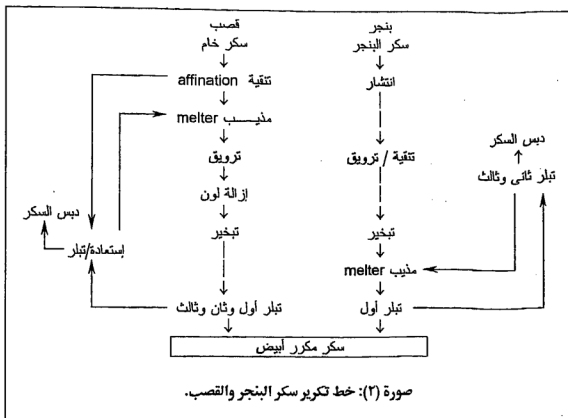 قصب
سكر خام
تنقية affination
مذيـــب melter
ترويق
إزالة لون
تبخير
تبلر أول وثان وثالث
إستعادة/تبلر
دبس السكر
بنجر
سكر البنجر
انتشار
تنقية / ترويق
تبخير
مذيب melter
تبلر أول
تبلر ثانى وثالث
دبس السكر
سكر مكرر أبيض
صورة (٢): خط تكرير سكر البنجر والقصب.